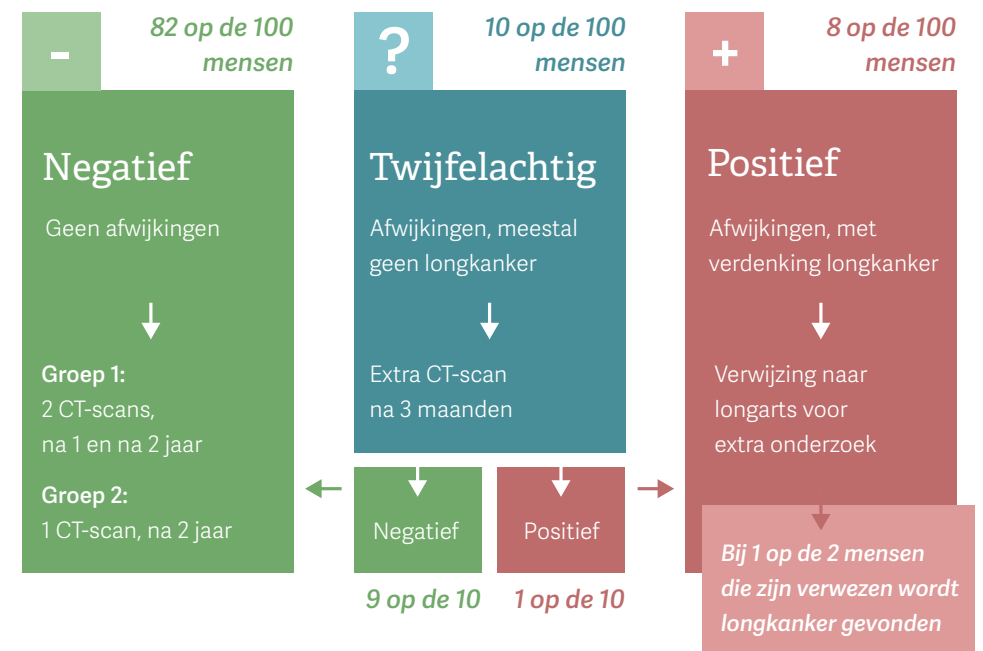 -
82 op de 100
mensen
Negatief
Geen afwijkingen
Groep 1:
2 CT-scans,
na 1 en na 2 jaar
Groep 2:
1 CT-scan, na 2 jaar
?
10 op de 100
mensen
Twijfelachtig
Afwijkingen, meestal
geen longkanker
Extra CT-scan
na 3 maanden
Negatief
9 op de 10
Positief
1 op de 10
+
8 op de 100
mensen
Positief
Afwijkingen, met
verdenking longkanker
Verwijzing naar
longarts voor
extra onderzoek
Bij 1 op de 2 mensen
die zijn verwezen wordt
longkanker gevonden